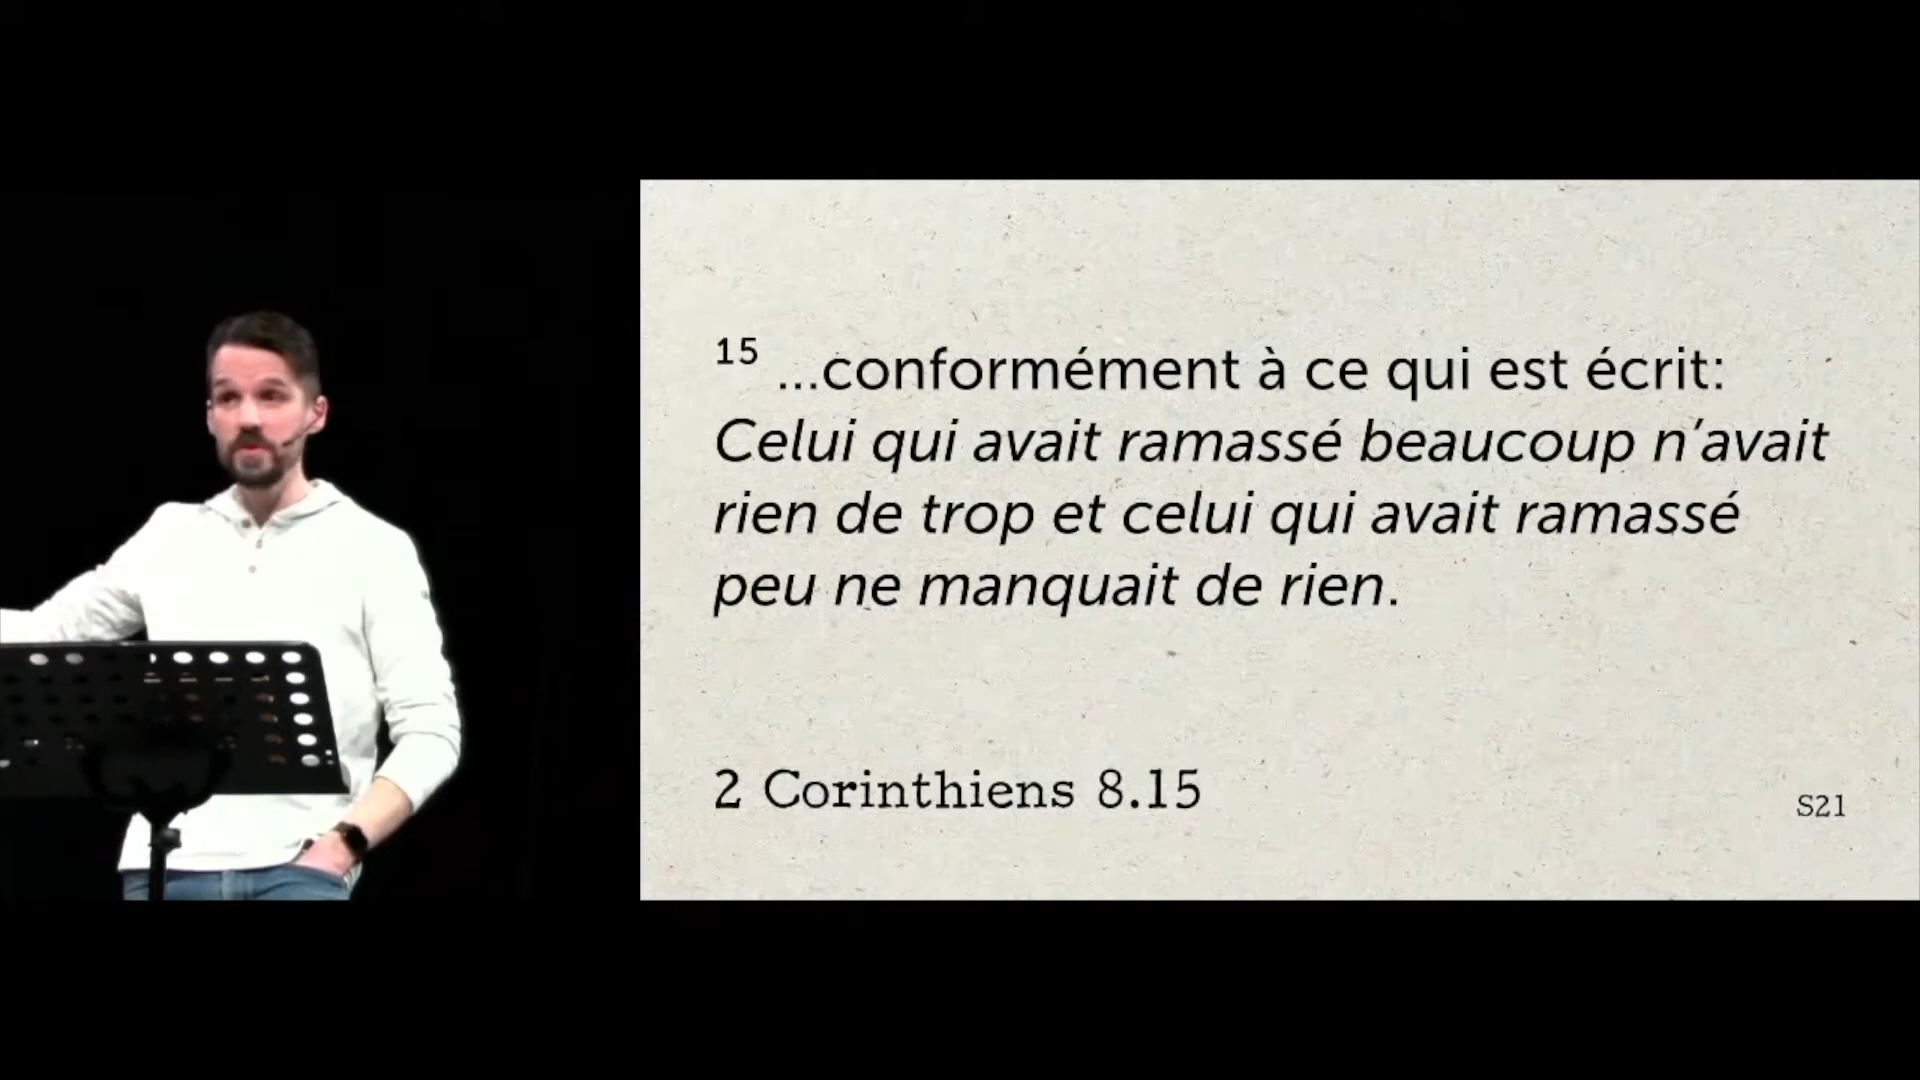 15 ...conformément à ce qui est écrit:
Celui qui avait ramassé beaucoup n'avait
rien de trop et celui qui avait ramassé
peu ne manquait de rien.
2 Corinthiens 8.15
S21